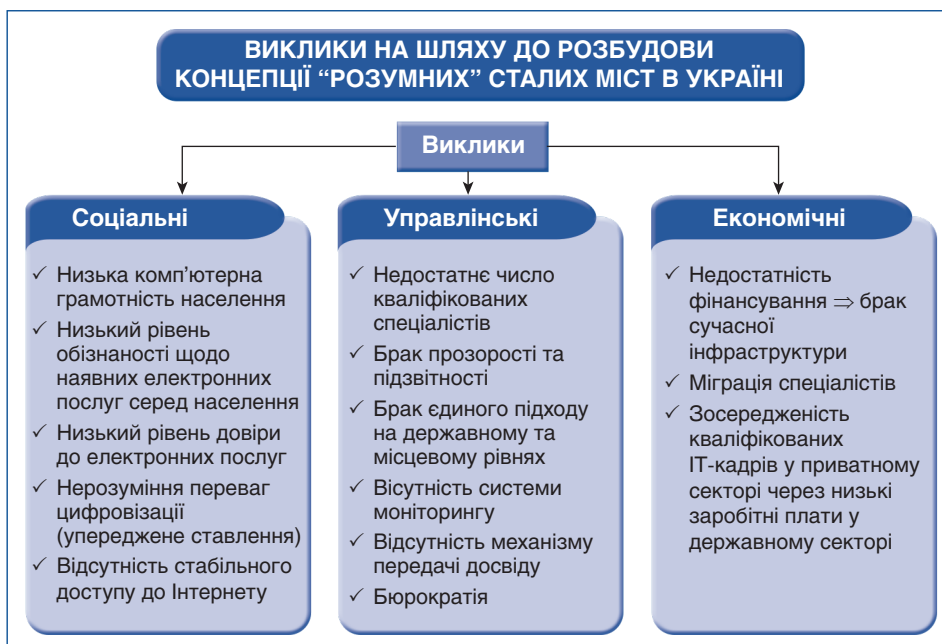 ВИКЛИКИ НА ШЛЯХУ ДО РОЗБУДОВИ
КОНЦЕПЦІЇ “РОЗУМНИХ” СТАЛИХ МІСТ В УКРАЇНІ
Виклики
Соціальні
✓ Низька комп’ютерна
грамотність населення
✓ Низький рівень
обізнаності щодо
наявних електронних
послуг серед населення
✓ Низький рівень довіри
до електронних послуг
✓ Нерозуміння переваг
цифровізації
(упереджене ставлення)
✓ Відсутність стабільного
доступу до Інтернету
Управлінські
✓ Недостатнє число
кваліфікованих
спеціалістів
✓ Брак прозорості та
підзвітності
✓ Брак єдиного підходу
на державному та
місцевому рівнях
✓ Вісутність системи
моніторингу
✓ Відсутність механізму
передачі досвіду
✓ Бюрократія
Економічні
✓ Недостатність
фінансування ⇒ брак
сучасної
інфраструктури
✓ Міграція спеціалістів
✓ Зосередженість
кваліфікованих
ІТ-кадрів у приватному
секторі через низькі
заробітні плати у
державному секторі